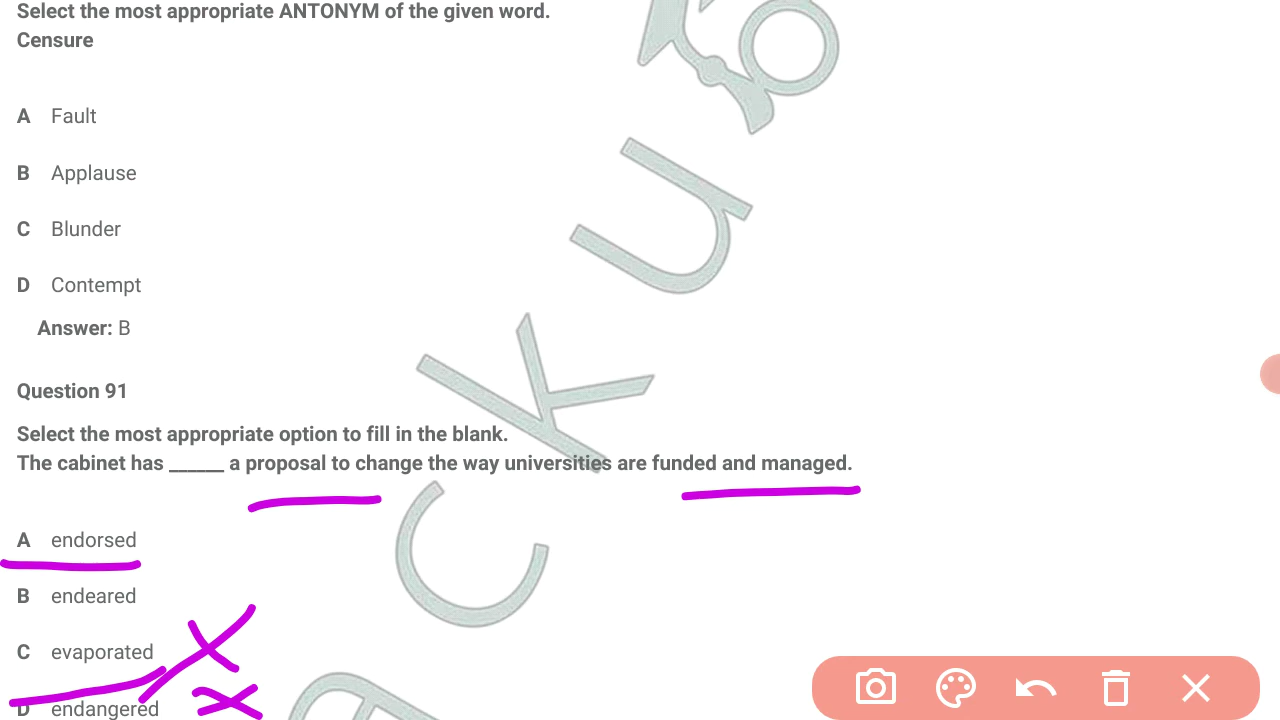 Select the most appropriate ANTONYM of the given word.
Censure
A Fault
B Applause
C Blunder
D Contempt
Answer: B
Question 91
Select the most appropriate option to fill in the blank.
The cabinet has ______ a proposal to change the way universities are funded and managed.
A endorsed
B endeared
C evaporated
D endangered